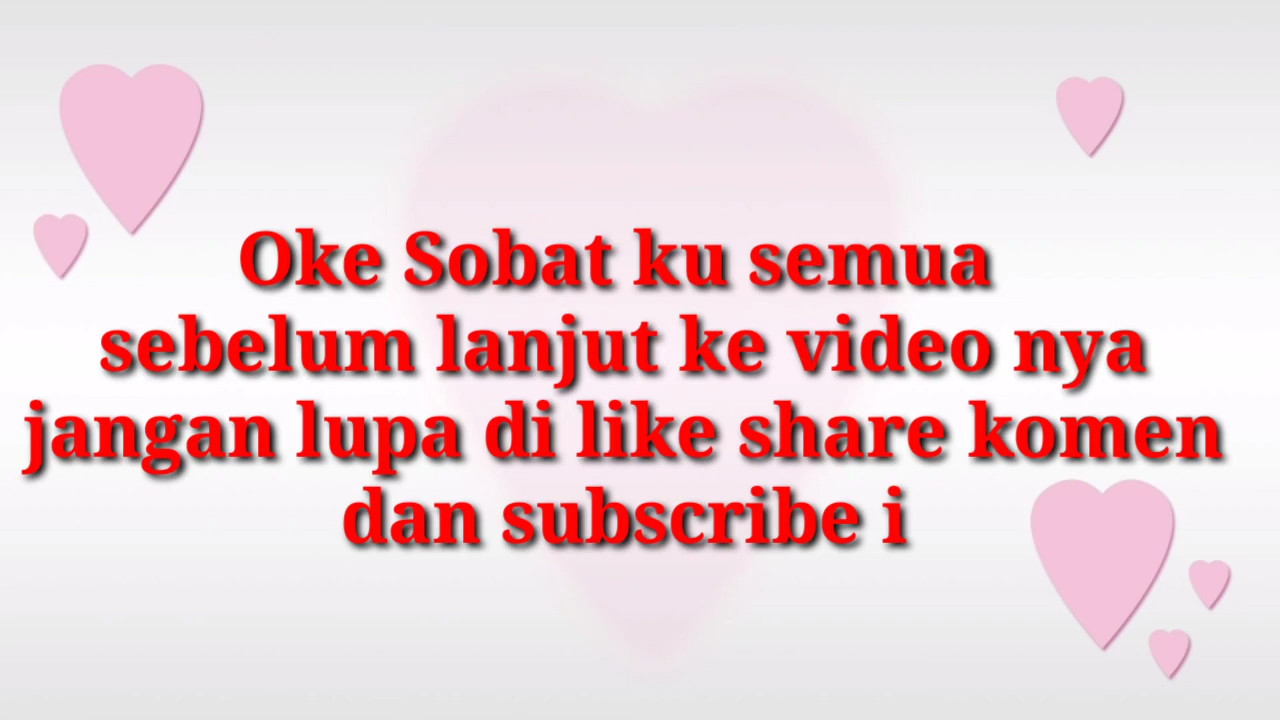 Oke Sobat ku semua
sebelum lanjut ke video nya
jangan lupa di like share komen
dan subscribe i